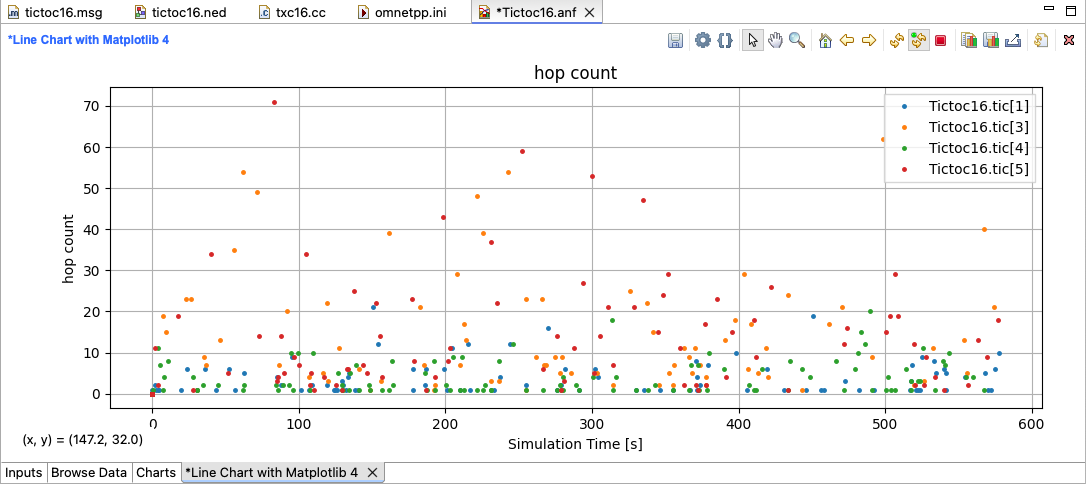 tictoc16.msg tictoc16.ned txc16.cc omnetpp.ini *Tictoc16.anf
*Line Chart with Matplotlib 4
hop count
Tictoc16.tic[1]
Tictoc16.tic[3]
Tictoc16.tic[4]
Tictoc16.tic[5]
hop count
70
60
50
40
30
20
10
0
0 100 200 300 400 500 600
Simulation Time [s]
(x, y) = (147.2, 32.0)
Inputs Browse Data Charts *Line Chart with Matplotlib 4